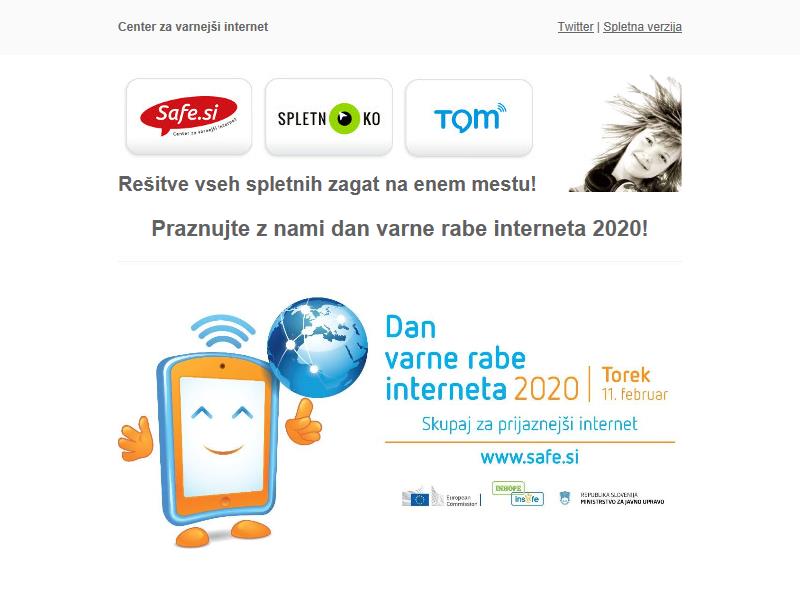 Center za varnejši internet
Twitter | Spletna verzija
Safe.si
Center za varnejši internet
SPLETNOKO
TOM
Rešitve vseh spletnih zagat na enem mestu!
Praznujte z nami dan varne rabe interneta 2020!
Dan
varne rabe
interneta 2020 | Torek
11. februar
Skupaj za prijaznejši internet
www.safe.si
European
Commission
INHOPE
insafe
REPUBLIKA SLOVENIJA
MINISTRSTVO ZA JAVNO UPRAVO